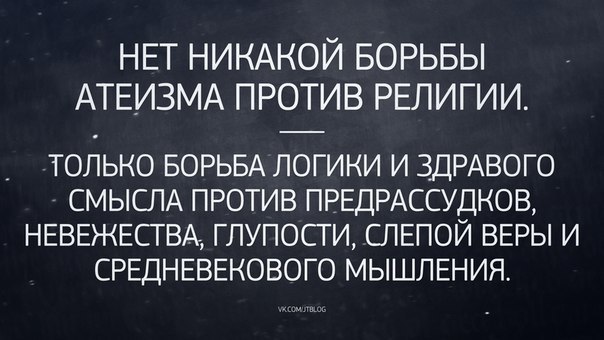 НЕТ НИКАКОЙ БОРЬБЫ
АТЕИЗМА ПРОТИВ РЕЛИГИИ.
ТОЛЬКО БОРЬБА ЛОГИКИ И ЗДРАВОГО
СМЫСЛА ПРОТИВ ПРЕДРАССУДКОВ,
НЕВЕЖЕСТВА, ГЛУПОСТИ, СЛЕПОЙ ВЕРЫ И
СРЕДНЕВЕКОВОГО МЫШЛЕНИЯ.
VK.COM/JTBLOG